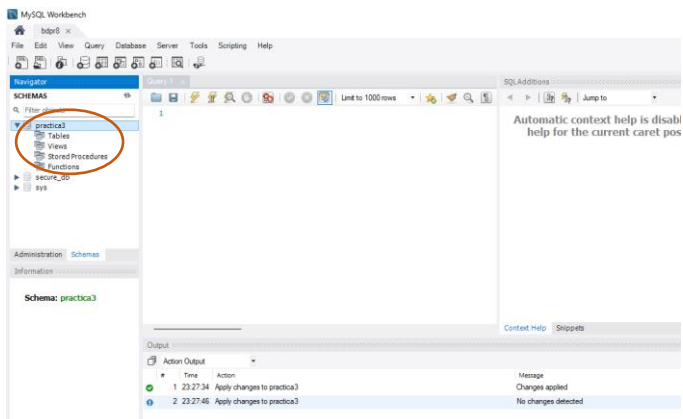 MySQL Workbench
bdpr8 ×
File Edit View Query Database Server Tools Scripting Help
Navigator
SCHEMAS
Filter objects
practica3
Tables
Views
Stored Procedures
Functions
secure_db
sys
Administration Schemas
Information
Schema: practica3
Query 1 ×
Limit to 1000 rows
1
SQLAdditions
Jump to
Automatic context help is disabl
help for the current caret pos
Context Help Snippets
Output
Action Output
# Time Action Message
1 23:27:34 Apply changes to practica3 Changes applied
2 23:27:46 Apply changes to practica3 No changes detected